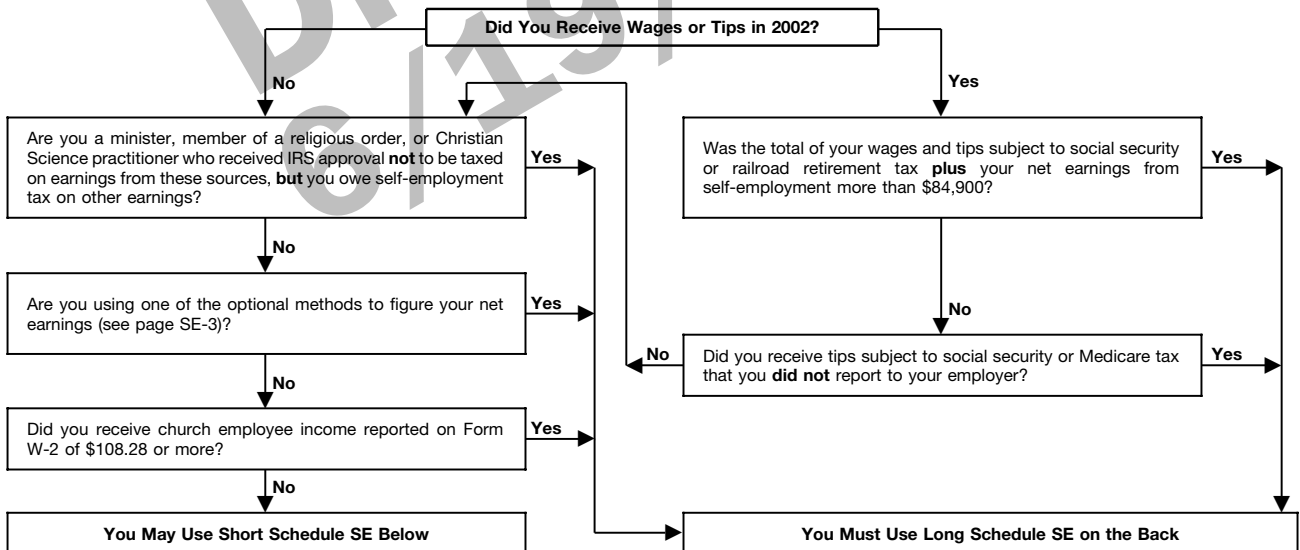 Did You Receive Wages or Tips in 2002?
No
Yes
Are you a minister, member of a religious order, or Christian
Science practitioner who received IRS approval not to be taxed
on earnings from these sources, but you owe self-employment
tax on other earnings?
Yes
Was the total of your wages and tips subject to social security
or railroad retirement tax plus your net earnings from
self-employment more than $84,900?
Yes
No
Are you using one of the optional methods to figure your net
earnings (see page SE-3)?
Yes
No
No
Did you receive tips subject to social security or Medicare tax
that you did not report to your employer?
Yes
No
Did you receive church employee income reported on Form
W-2 of $108.28 or more?
Yes
No
You May Use Short Schedule SE Below
You Must Use Long Schedule SE on the Back
6/19/